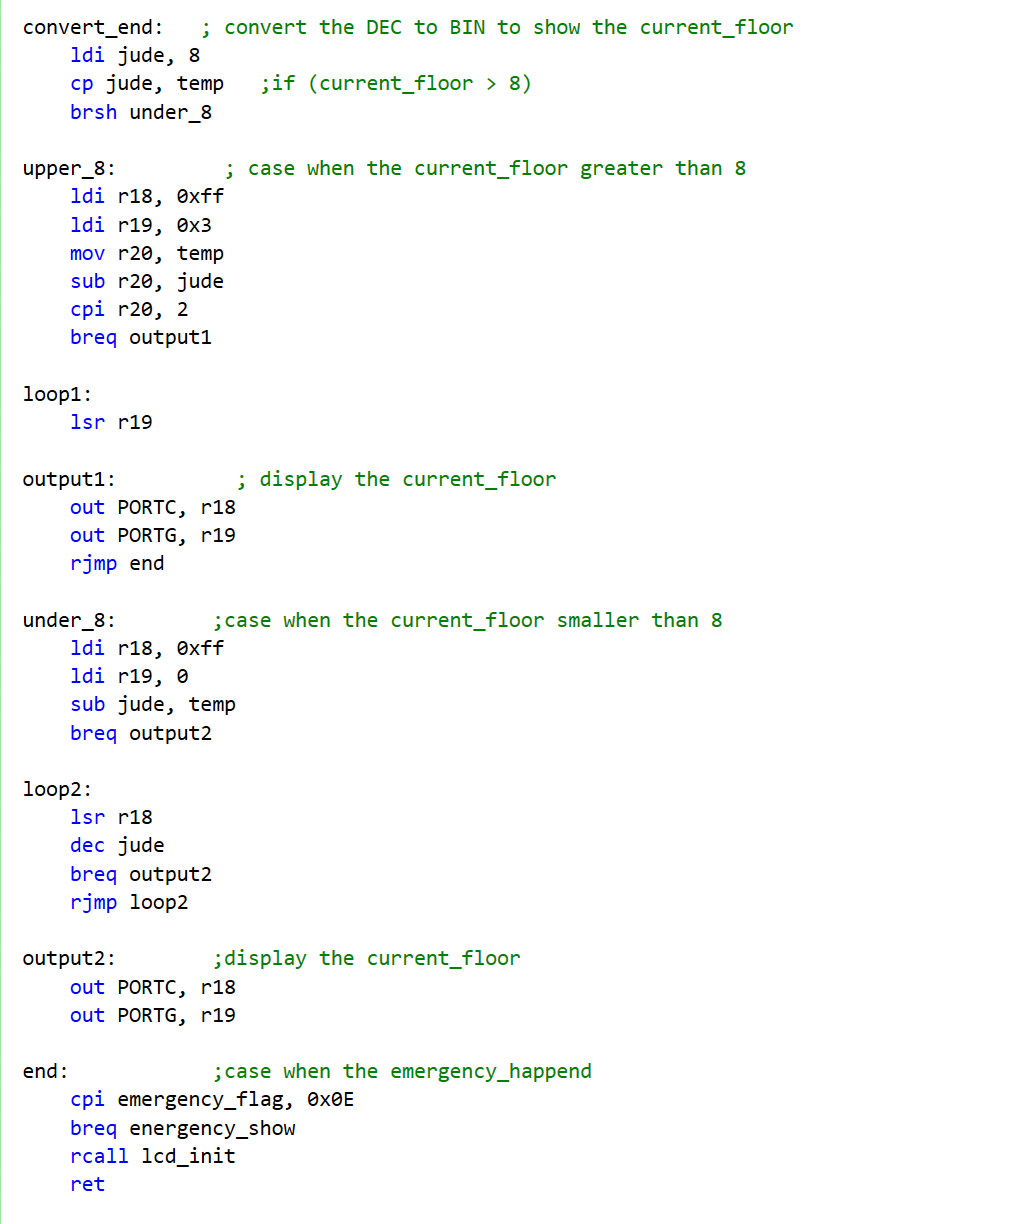 convert_end:   ; convert the DEC to BIN to show the current_floor
    ldi jude, 8
    cp jude, temp   ;if (current_floor > 8)
    brsh under_8

upper_8:         ; case when the current_floor greater than 8
    ldi r18, 0xff
    ldi r19, 0x3
    mov r20, temp
    sub r20, jude
    cpi r20, 2
    breq output1

loop1:
    lsr r19

output1:          ; display the current_floor
    out PORTC, r18
    out PORTG, r19
    rjmp end

under_8:        ;case when the current_floor smaller than 8
    ldi r18, 0xff
    ldi r19, 0
    sub jude, temp
    breq output2

loop2:
    lsr r18
    dec jude
    breq output2
    rjmp loop2

output2:        ;display the current_floor
    out PORTC, r18
    out PORTG, r19

end:            ;case when the emergency_happend
    cpi emergency_flag, 0x0E
    breq energency_show
    rcall lcd_init
    ret